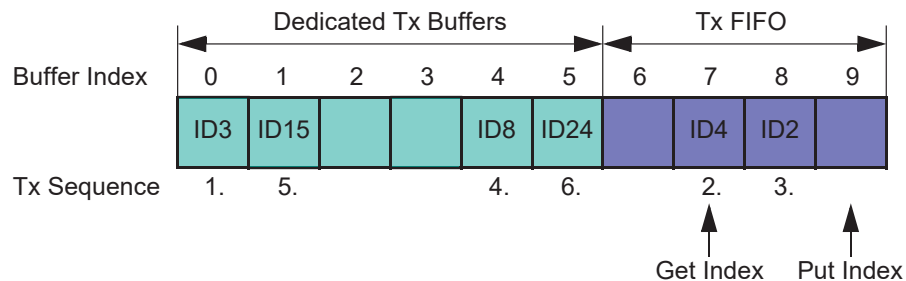 Dedicated Tx Buffers Tx FIFO
Buffer Index 0 1 2 3 4 5 6 7 8 9
ID3 ID15 ID8 ID24 ID4 ID2
Tx Sequence 1. 5. 4. 6. 2. 3.
Get Index Put Index